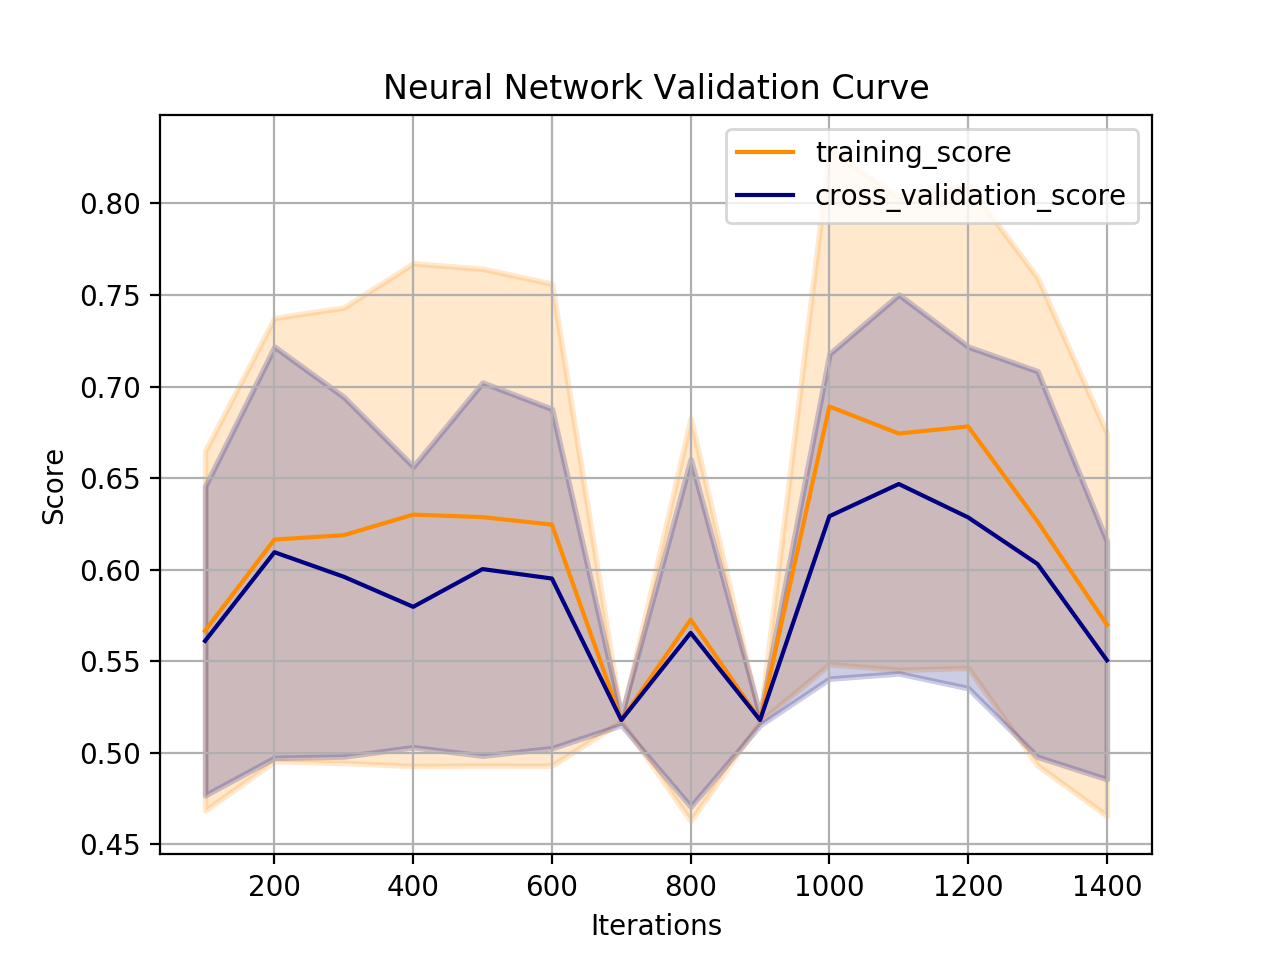 Neural Network Validation Curve
training_score
cross_validation_score
0.80
0.75
0.70
0.65
0.60
0.55
0.50
0.45
Score
200 400 600 800 1000 1200 1400
Iterations